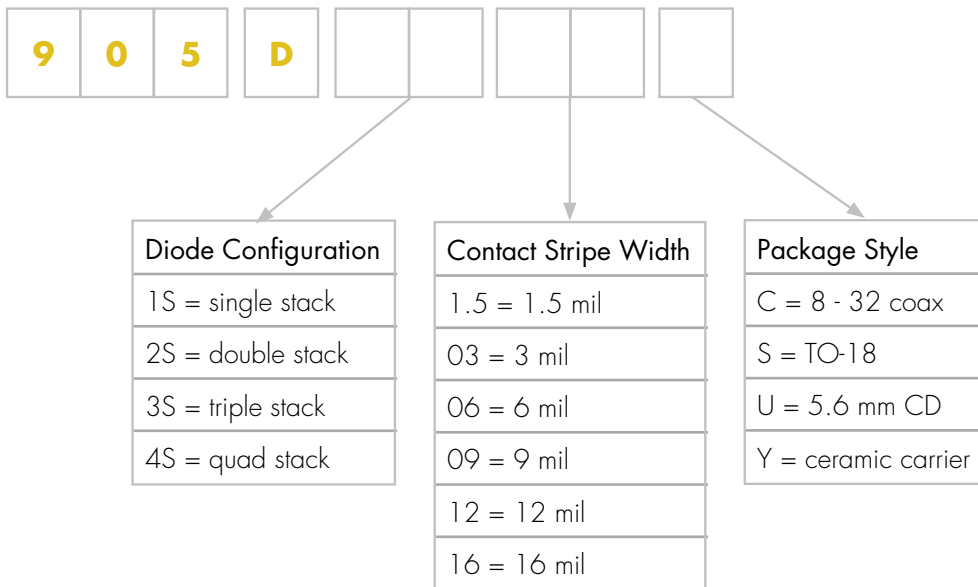 9 0 5 D
Diode Configuration
1S = single stack
2S = double stack
3S = triple stack
4S = quad stack
Contact Stripe Width
1.5 = 1.5 mil
03 = 3 mil
06 = 6 mil
09 = 9 mil
12 = 12 mil
16 = 16 mil
Package Style
C = 8 - 32 coax
S = TO-18
U = 5.6 mm CD
Y = ceramic carrier